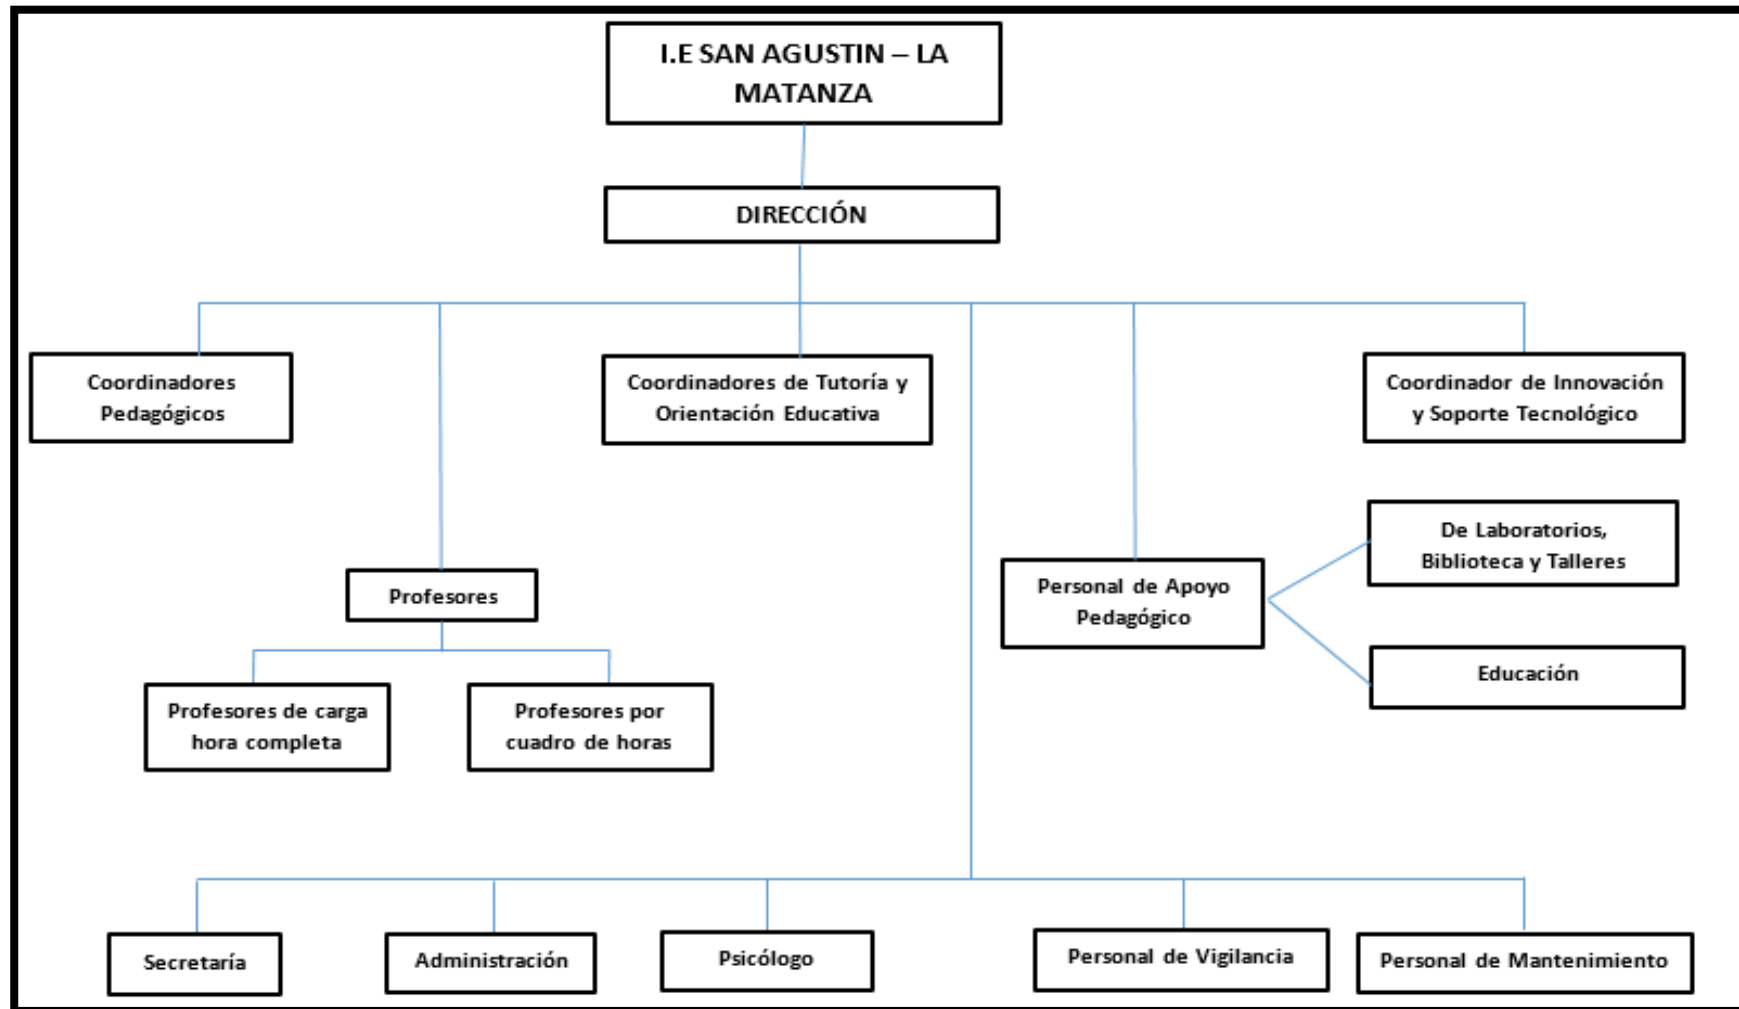 I.E SAN AGUSTIN – LA
MATANZA
DIRECCIÓN
Coordinadores
Pedagógicos
Coordinadores de Tutoría y
Orientación Educativa
Coordinador de Innovación
y Soporte Tecnológico
De Laboratorios,
Biblioteca y Talleres
Profesores
Personal de Apoyo
Pedagógico
Educación
Profesores de carga
hora completa
Profesores por
cuadro de horas
Secretaría
Administración
Psicólogo
Personal de Vigilancia
Personal de Mantenimiento